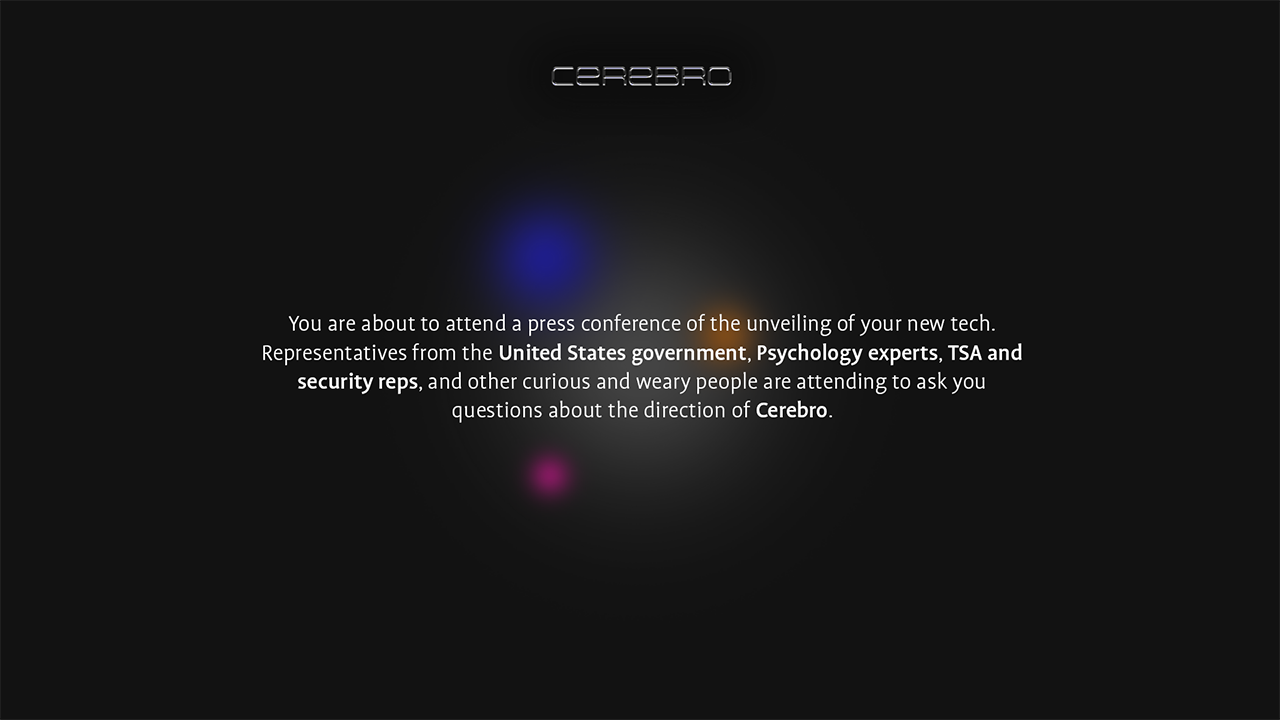 CEREBRO
You are about to attend a press conference of the unveiling of your new tech.
Representatives from the United States government, Psychology experts, TSA and
security reps, and other curious and weary people are attending to ask you
questions about the direction of Cerebro.